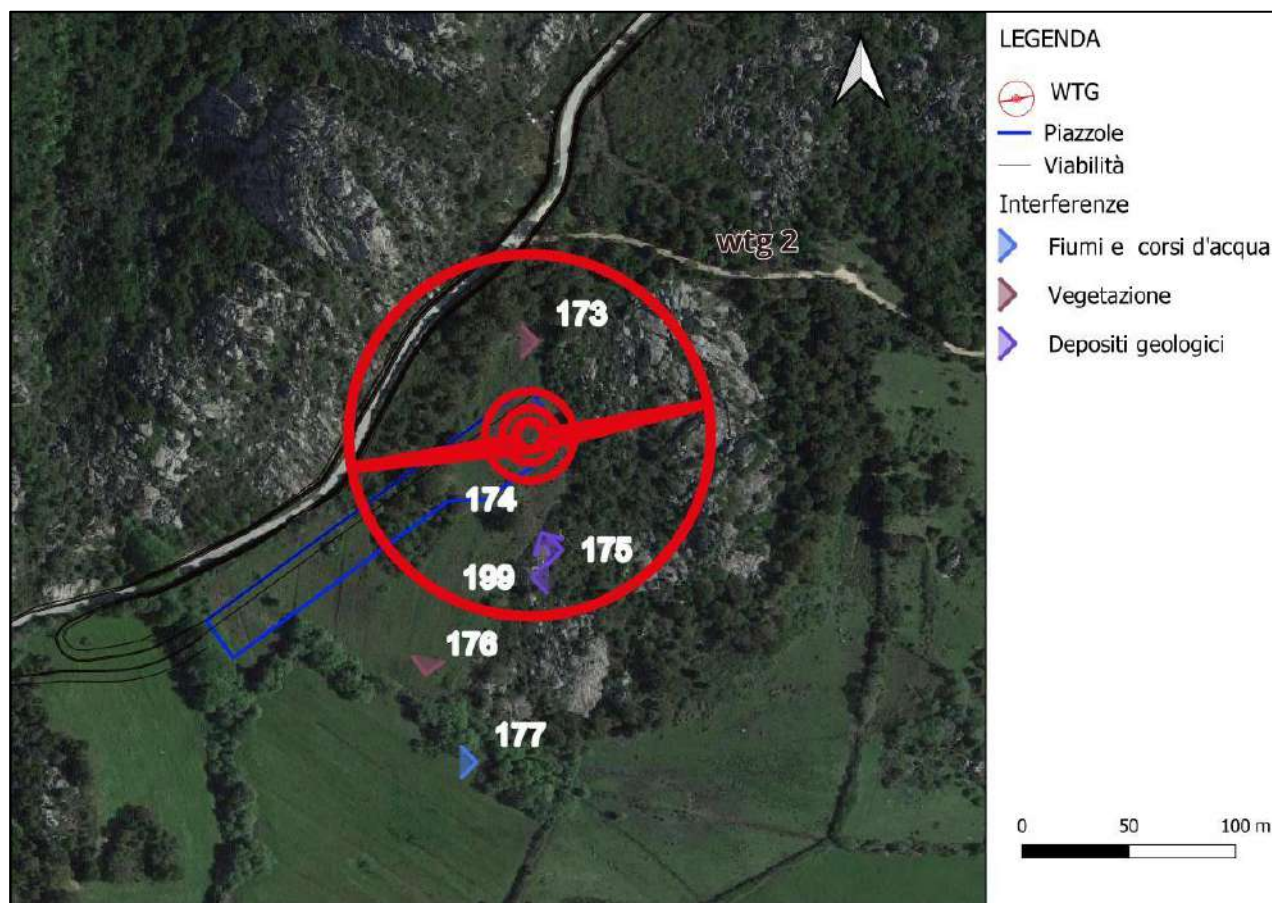 LEGENDA
WTG
Piazzole
Viabilità
Interferenze
Fiumi e corsi d'acqua
Vegetazione
Depositi geologici
wtg 2
173
174
175
199
176
177
0 50 100 m